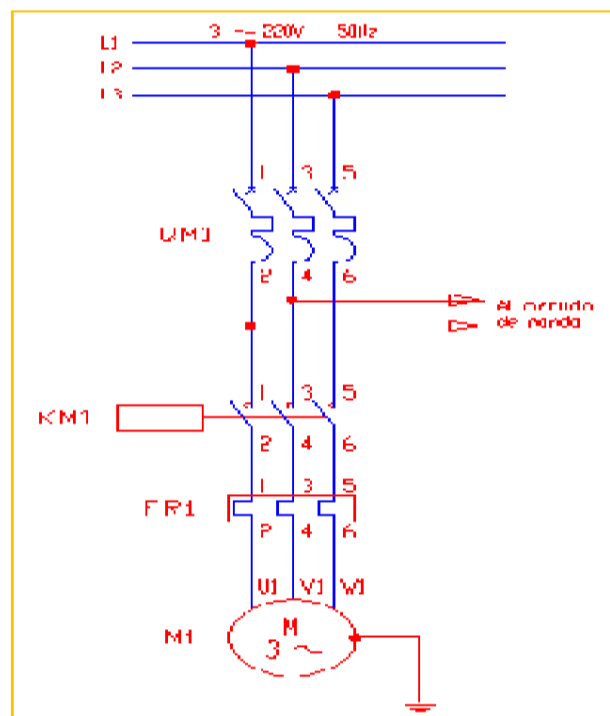 3 ~ 220V 50Hz
L1
L2
L3
1 3 5
QM1
2 4 6
Al circuito
de mando
1 3 5
KM1
2 4 6
1 3 5
FR1
2 4 6
U1 V1 W1
M1
M
3 ~